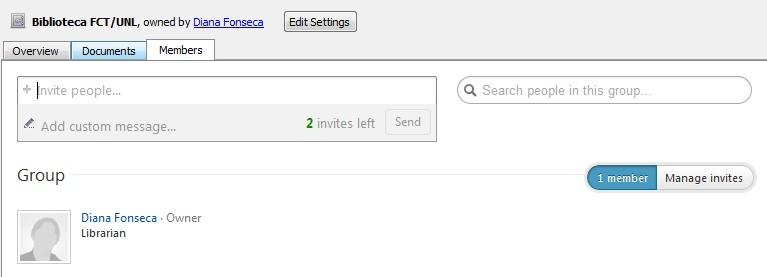 Biblioteca FCT/UNL, owned by Diana Fonseca Edit Settings
Overview Documents Members
Invite people... Search people in this group...
Add custom message... 2 invites left Send
Group 1 member Manage invites
Diana Fonseca · Owner
Librarian